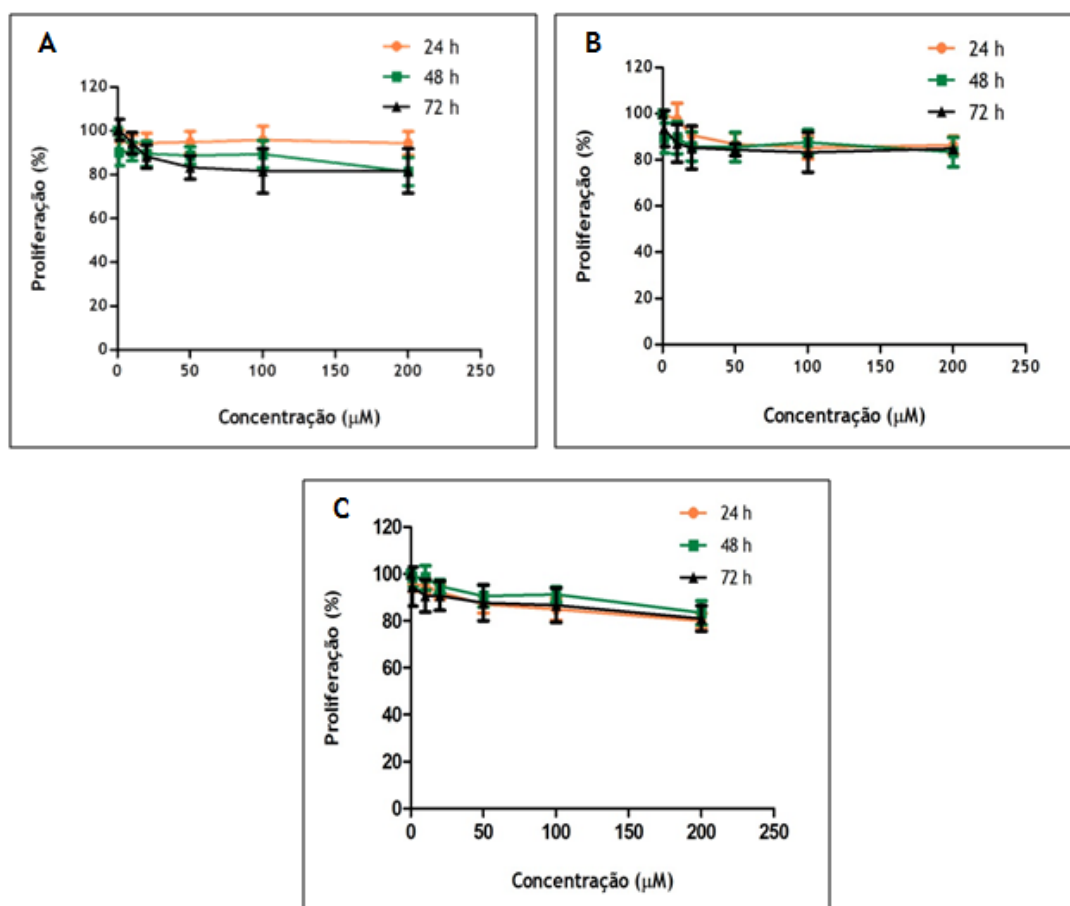 A
24 h
48 h
72 h
Proliferação (%)
120
100
80
60
40
20
0
0 50 100 150 200 250
Concentração (µM)
B
24 h
48 h
72 h
Proliferação (%)
120
100
80
60
40
20
0
0 50 100 150 200 250
Concentração (µM)
C
24 h
48 h
72 h
Proliferação (%)
120
100
80
60
40
20
0
0 50 100 150 200 250
Concentração (µM)